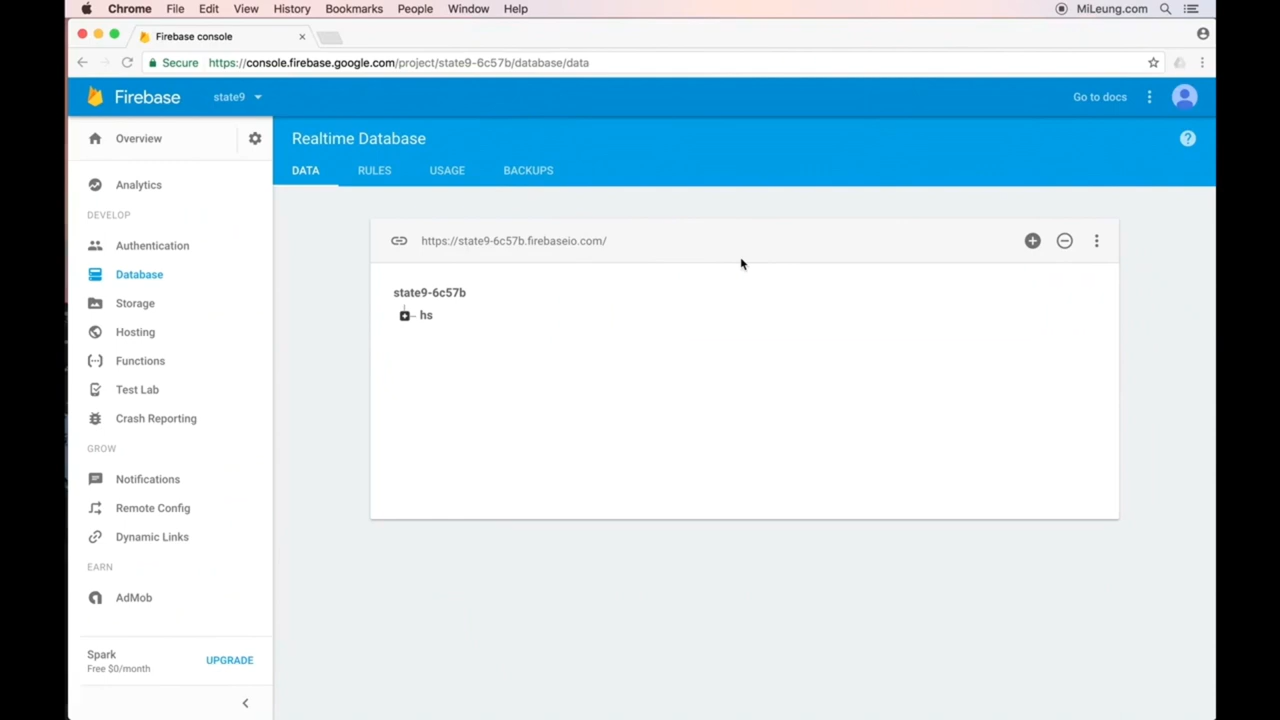 Chrome File Edit View History Bookmarks People Window Help MiLeung.com
Firebase console
Secure https://console.firebase.google.com/project/state9-6c57b/database/data
Firebase state9 Go to docs
Overview
Realtime Database
DATA RULES USAGE BACKUPS
Analytics
DEVELOP
Authentication
Database
Storage
Hosting
Functions
Test Lab
Crash Reporting
GROW
Notifications
Remote Config
Dynamic Links
EARN
AdMob
Spark
Free $0/month
UPGRADE
https://state9-6c57b.firebaseio.com/
state9-6c57b
hs